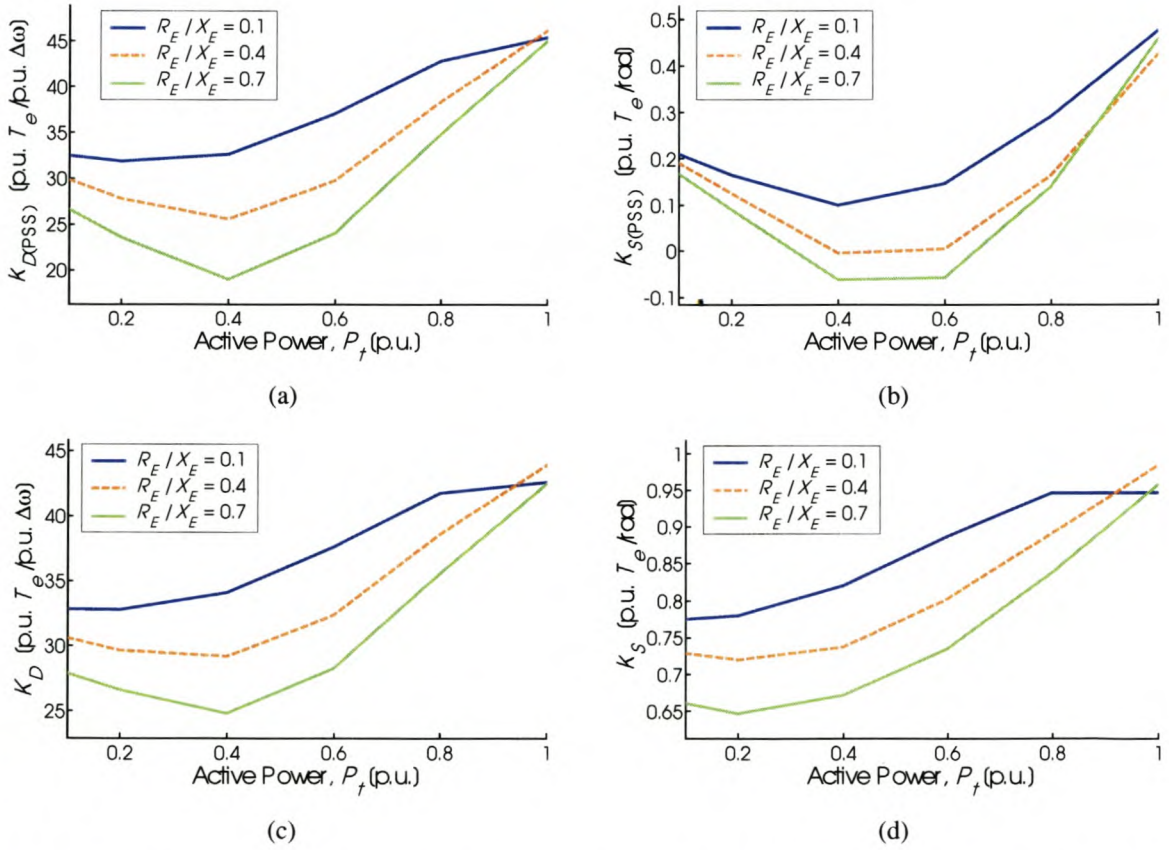 R_E / X_E = 0.1
R_E / X_E = 0.4
R_E / X_E = 0.7
K_D(PSS) (p.u. T_e /p.u. Δω)
45
40
35
30
25
20
0.2 0.4 0.6 0.8 1
Active Power, P_t (p.u.)
(a)
R_E / X_E = 0.1
R_E / X_E = 0.4
R_E / X_E = 0.7
K_S(PSS) (p.u. T_e /rad)
0.5
0.4
0.3
0.2
0.1
0
-0.1
0.2 0.4 0.6 0.8 1
Active Power, P_t (p.u.)
(b)
R_E / X_E = 0.1
R_E / X_E = 0.4
R_E / X_E = 0.7
K_D (p.u. T_e /p.u. Δω)
45
40
35
30
25
0.2 0.4 0.6 0.8 1
Active Power, P_t (p.u.)
(c)
R_E / X_E = 0.1
R_E / X_E = 0.4
R_E / X_E = 0.7
K_S (p.u. T_e /rad)
1
0.95
0.9
0.85
0.8
0.75
0.7
0.65
0.2 0.4 0.6 0.8 1
Active Power, P_t (p.u.)
(d)